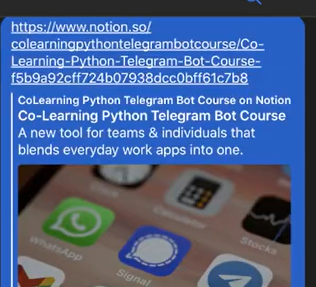 https://www.notion.so/
colearningpythontelegrambotcourse/Co-
Learning-Python-Telegram-Bot-Course-
f5b9a92cff724b07938dcc0bff61c7b8
CoLearning Python Telegram Bot Course on Notion
Co-Learning Python Telegram Bot Course
A new tool for teams & individuals that
blends everyday work apps into one.
Calculator
Stocks
WhatsApp
Signal